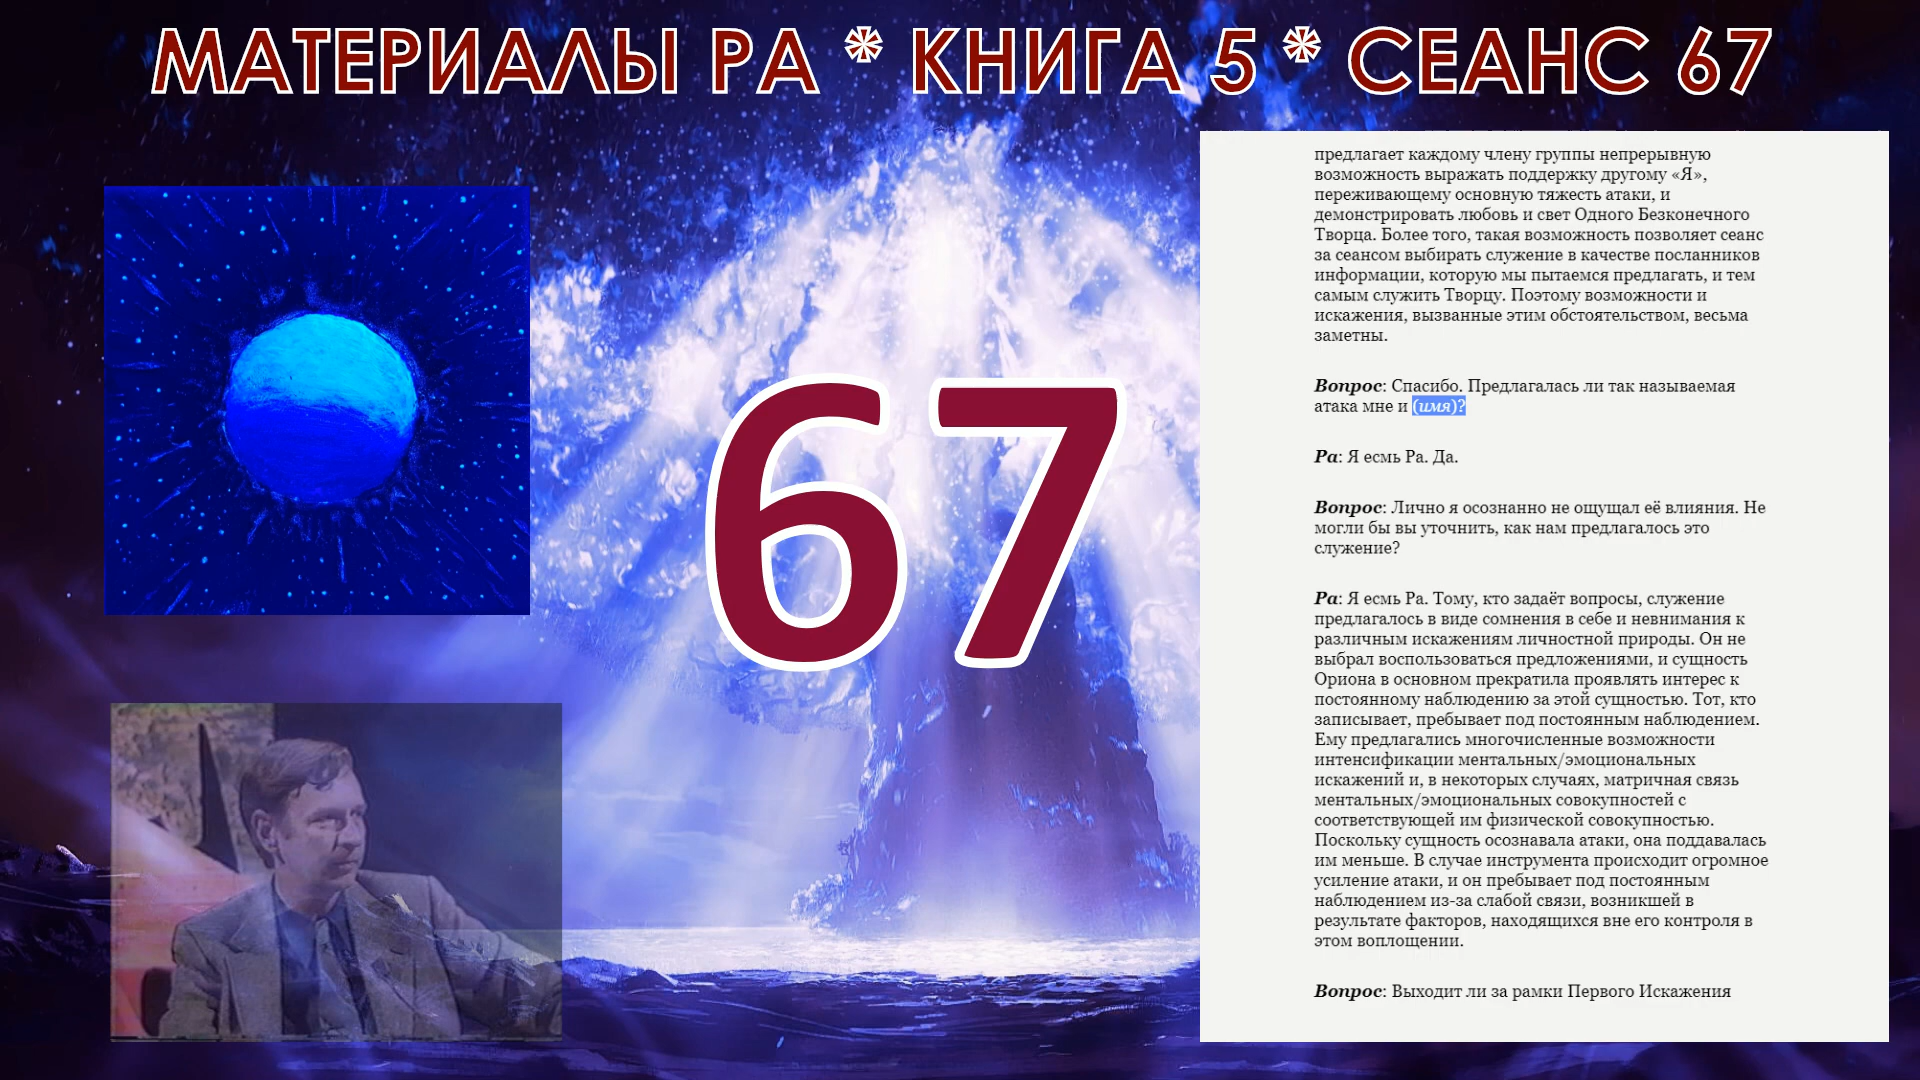 МАТЕРИАЛЫ РА * КНИГА 5 * СЕАНС 67
67
предлагает каждому члену группы непрерывную
возможность выражать поддержку другому «Я»,
переживающему основную тяжесть атаки, и
демонстрировать любовь и свет Одного Безконечного
Творца. Более того, такая возможность позволяет сеанс
за сеансом выбирать служение в качестве посланников
информации, которую мы пытаемся предлагать, и тем
самым служить Творцу. Поэтому возможности и
искажения, вызванные этим обстоятельством, весьма
заметны.
Вопрос: Спасибо. Предлагалась ли так называемая
атака мне и (имя)?
Ра: Я есмь Ра. Да.
Вопрос: Лично я осознанно не ощущал её влияния. Не
могли бы вы уточнить, как нам предлагалось это
служение?
Ра: Я есмь Ра. Тому, кто задаёт вопросы, служение
предлагалось в виде сомнения в себе и невнимания к
различным искажениям личностной природы. Он не
выбрал воспользоваться предложениями, и сущность
Ориона в основном прекратила проявлять интерес к
постоянному наблюдению за этой сущностью. Тот, кто
записывает, пребывает под постоянным наблюдением.
Ему предлагались многочисленные возможности
интенсификации ментальных/эмоциональных
искажений и, в некоторых случаях, матричная связь
ментальных/эмоциональных совокупностей с
соответствующей им физической совокупностью.
Поскольку сущность осознавала атаки, она поддавалась
им меньше. В случае инструмента происходит огромное
усиление атаки, и он пребывает под постоянным
наблюдением из-за слабой связи, возникшей в
результате факторов, находящихся вне его контроля в
этом воплощении.
Вопрос: Выходит ли за рамки Первого Искажения